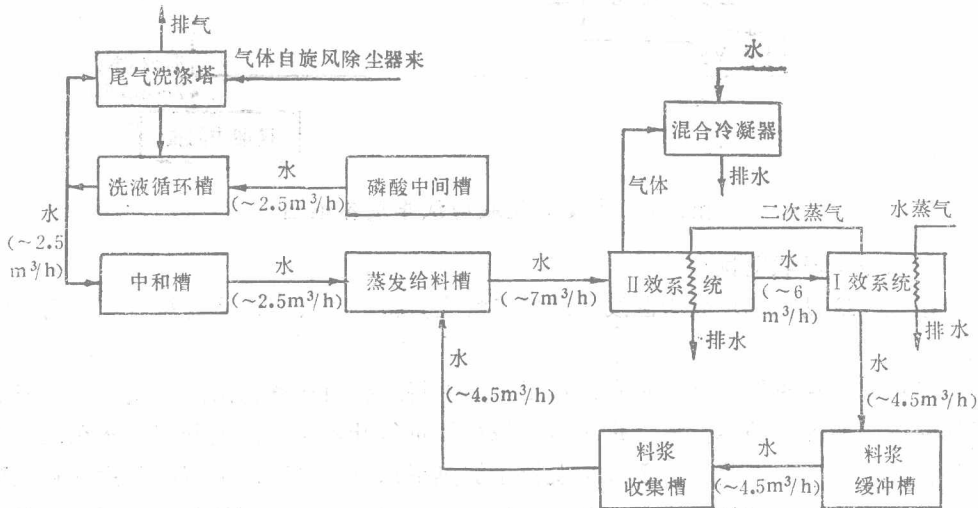 排气
气体自旋风除尘器来
尾气洗涤塔
水
混合冷凝器
排水
气体
洗液循环槽
水
(~2.5m³/h)
磷酸中间槽
水
(~2.5
m³/h)
二次蒸气
水蒸气
中和槽
水
(~2.5m³/h)
蒸发给料槽
水
(~7m³/h)
Ⅱ效系统
水
(~6
m³/h)
Ⅰ效系统
排水
排水
水
(~4.5m³/h)
水
(~4.5m³/h)
料浆
收集槽
水
(~4.5m³/h)
料浆
缓冲槽